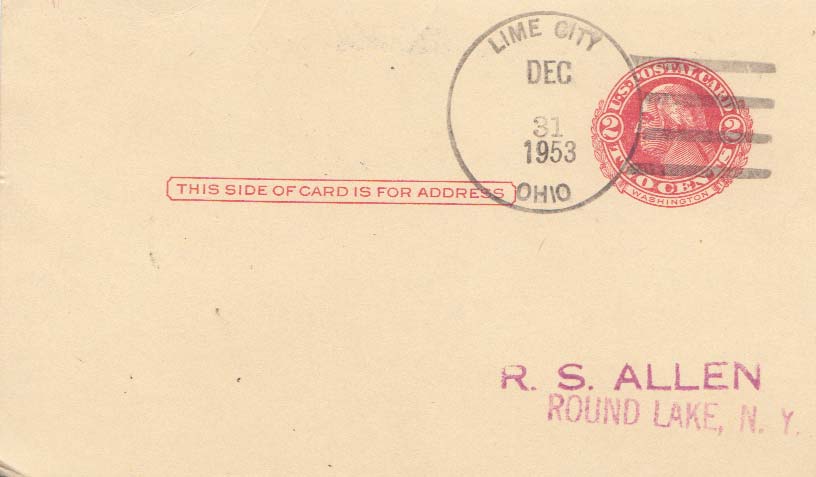 LIME CITY
DEC
31
1953
OHIO
U.S. POSTAL CARD
2 2
TWO CENTS
WASHINGTON
THIS SIDE OF CARD IS FOR ADDRESS
R. S. ALLEN
ROUND LAKE, N. Y.